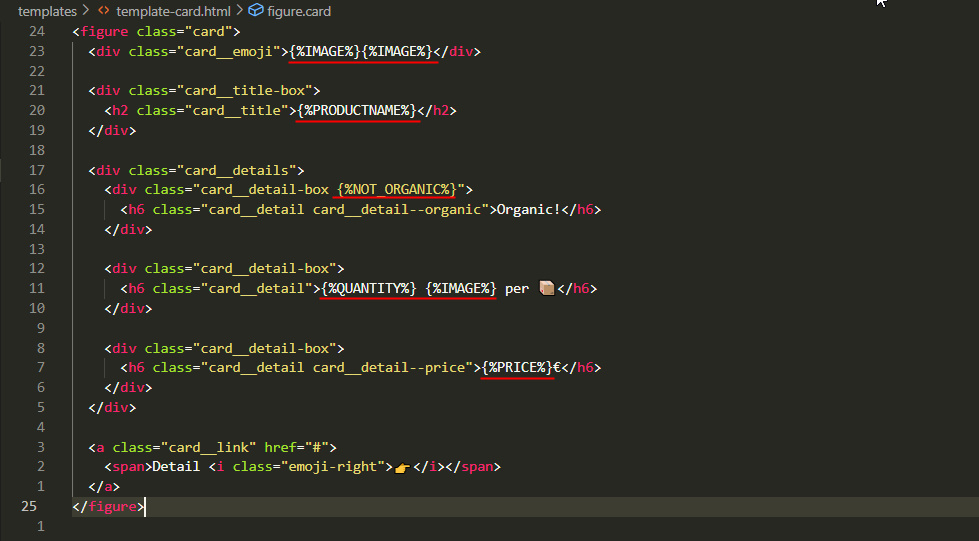 templates > <> template-card.html > figure.card
24 <figure class="card">
23 <div class="card__emoji">{%IMAGE%}{%IMAGE%}</div>
22
21 <div class="card__title-box">
20 <h2 class="card__title">{%PRODUCTNAME%}</h2>
19 </div>
18
17 <div class="card__details">
16 <div class="card__detail-box {%NOT_ORGANIC%}">
15 <h6 class="card__detail card__detail--organic">Organic!</h6>
14 </div>
13
12 <div class="card__detail-box">
11 <h6 class="card__detail">{%QUANTITY%} {%IMAGE%} per 📦</h6>
10 </div>
9
8 <div class="card__detail-box">
7 <h6 class="card__detail card__detail--price">{%PRICE%}€</h6>
6 </div>
5 </div>
4
3 <a class="card__link" href="#">
2 <span>Detail <i class="emoji-right">👉</i></span>
1 </a>
25 </figure>
1